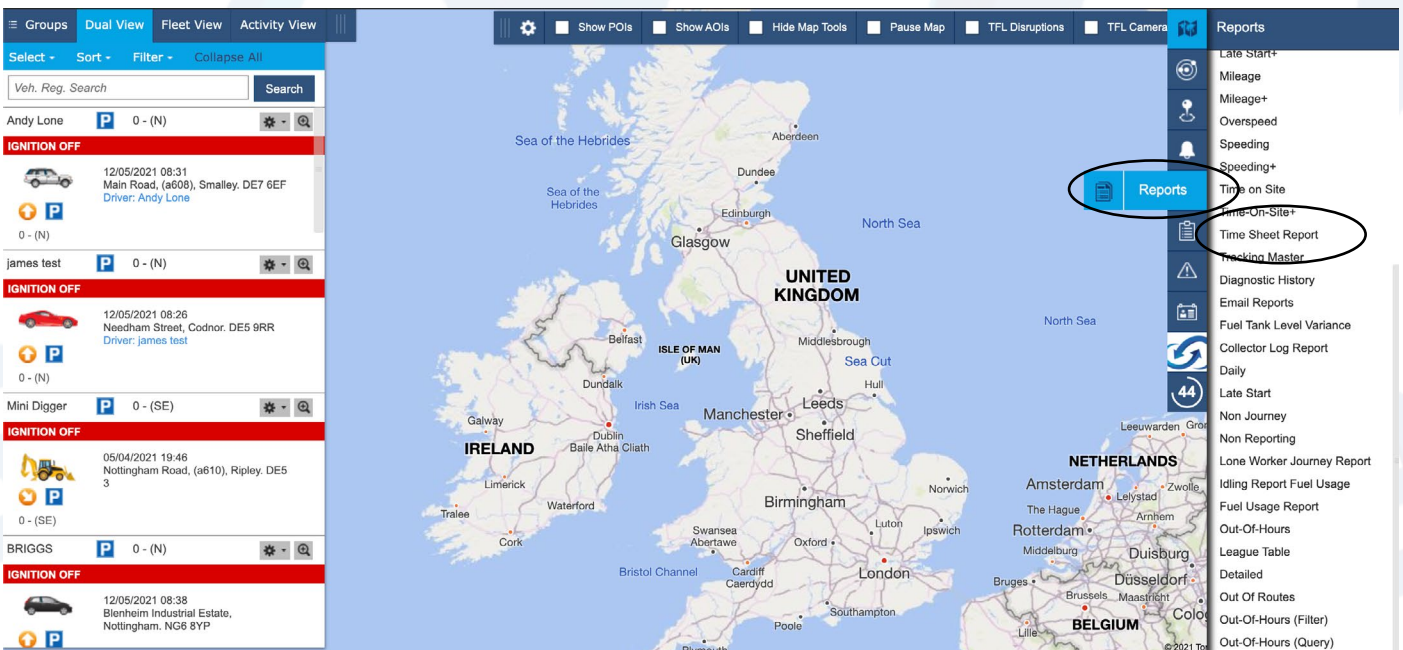 Groups Dual View Fleet View Activity View
Select Sort Filter Collapse All
Veh. Reg. Search Search
Andy Lone P 0 - (N)
IGNITION OFF
12/05/2021 08:31
Main Road, (a608), Smalley. DE7 6EF
Driver: Andy Lone
P
0 - (N)
james test P 0 - (N)
IGNITION OFF
12/05/2021 08:26
Needham Street, Codnor. DE5 9RR
Driver: james test
P
0 - (N)
Mini Digger P 0 - (SE)
IGNITION OFF
05/04/2021 19:46
Nottingham Road, (a610), Ripley. DE5
3
P
0 - (SE)
BRIGGS P 0 - (N)
IGNITION OFF
12/05/2021 08:38
Blenheim Industrial Estate,
Nottingham. NG6 8YP
P
Show POIs Show AOIs Hide Map Tools Pause Map TFL Disruptions TFL Camera
Sea of the Hebrides
Aberdeen
Dundee
Sea of the
Hebrides
Edinburgh
North Sea
Glasgow
UNITED
KINGDOM
North Sea
Belfast
ISLE OF MAN
(UK)
Middlesbrough
Sea Cut
Dundalk
Hull
Irish Sea
Manchester
Leeds
Galway
Sheffield
Dublin
Baile Atha Cliath
IRELAND
Leeuwarden Gron
NETHERLANDS
Limerick
Norwich
Amsterdam
Lelystad
Zwolle
Birmingham
Waterford
Tralee
The Hague
Arnhem
Swansea
Abertawe
Luton
Ipswich
Rotterdam
Cork
Oxford
Middelburg
Duisburg
Bristol Channel
Cardiff
Caerdydd
London
Bruges
Düsseldorf
Brussels
Maastricht
Southampton
Colo
Poole
BELGIUM
Lille
Plymouth
© 2021 To
Reports
44
Reports
Late Start+
Mileage
Mileage+
Overspeed
Speeding
Speeding+
Time on Site
Time-On-Site+
Time Sheet Report
Tracking Master
Diagnostic History
Email Reports
Fuel Tank Level Variance
Collector Log Report
Daily
Late Start
Non Journey
Non Reporting
Lone Worker Journey Report
Idling Report Fuel Usage
Fuel Usage Report
Out-Of-Hours
League Table
Detailed
Out Of Routes
Out-Of-Hours (Filter)
Out-Of-Hours (Query)